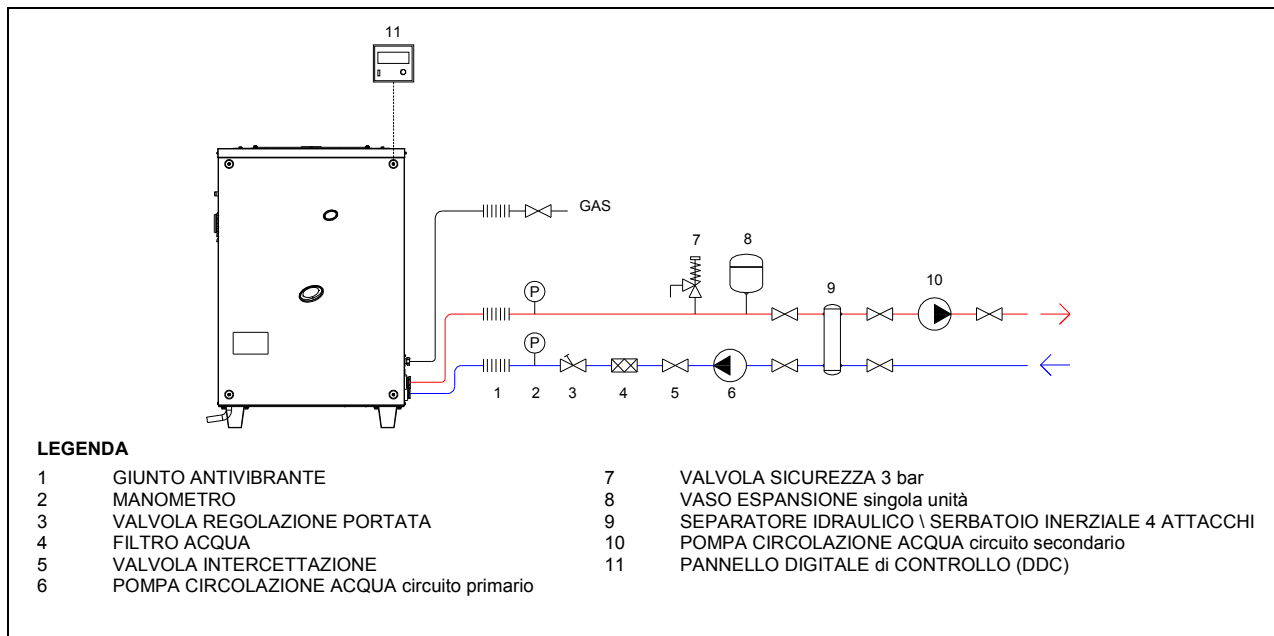 11
GAS
7
8
9
10
P
P
1
2
3
4
5
6
LEGENDA
1 GIUNTO ANTIVIBRANTE
2 MANOMETRO
3 VALVOLA REGOLAZIONE PORTATA
4 FILTRO ACQUA
5 VALVOLA INTERCETTAZIONE
6 POMPA CIRCOLAZIONE ACQUA circuito primario
7 VALVOLA SICUREZZA 3 bar
8 VASO ESPANSIONE singola unità
9 SEPARATORE IDRAULICO \ SERBATOIO INERZIALE 4 ATTACCHI
10 POMPA CIRCOLAZIONE ACQUA circuito secondario
11 PANNELLO DIGITALE di CONTROLLO (DDC)